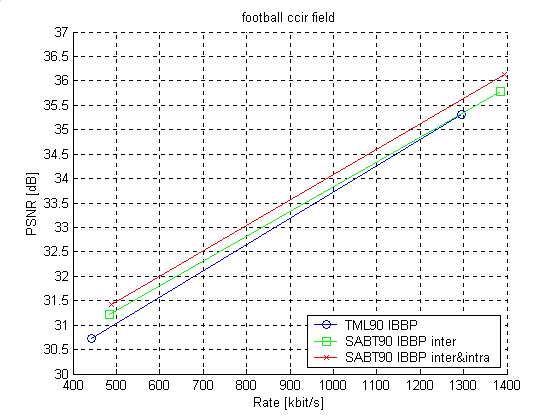 football ccir field
37
36.5
36
35.5
35
34.5
34
33.5
33
32.5
32
31.5
31
30.5
30
PSNR [dB]
400 500 600 700 800 900 1000 1100 1200 1300 1400
Rate [kbit/s]
TML90 IBBP
SABT90 IBBP inter
SABT90 IBBP inter&intra